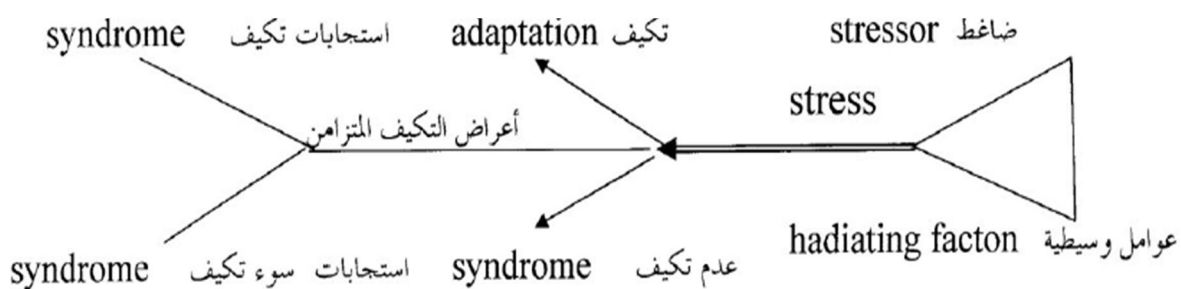 ضاغط stressor
تكيف adaptation
استجابات تكيف syndrome
stress
أعراض التكيف المتزامن
عوامل وسيطية hadiating facton
عدم تكيف syndrome
استجابات سوء تكيف syndrome